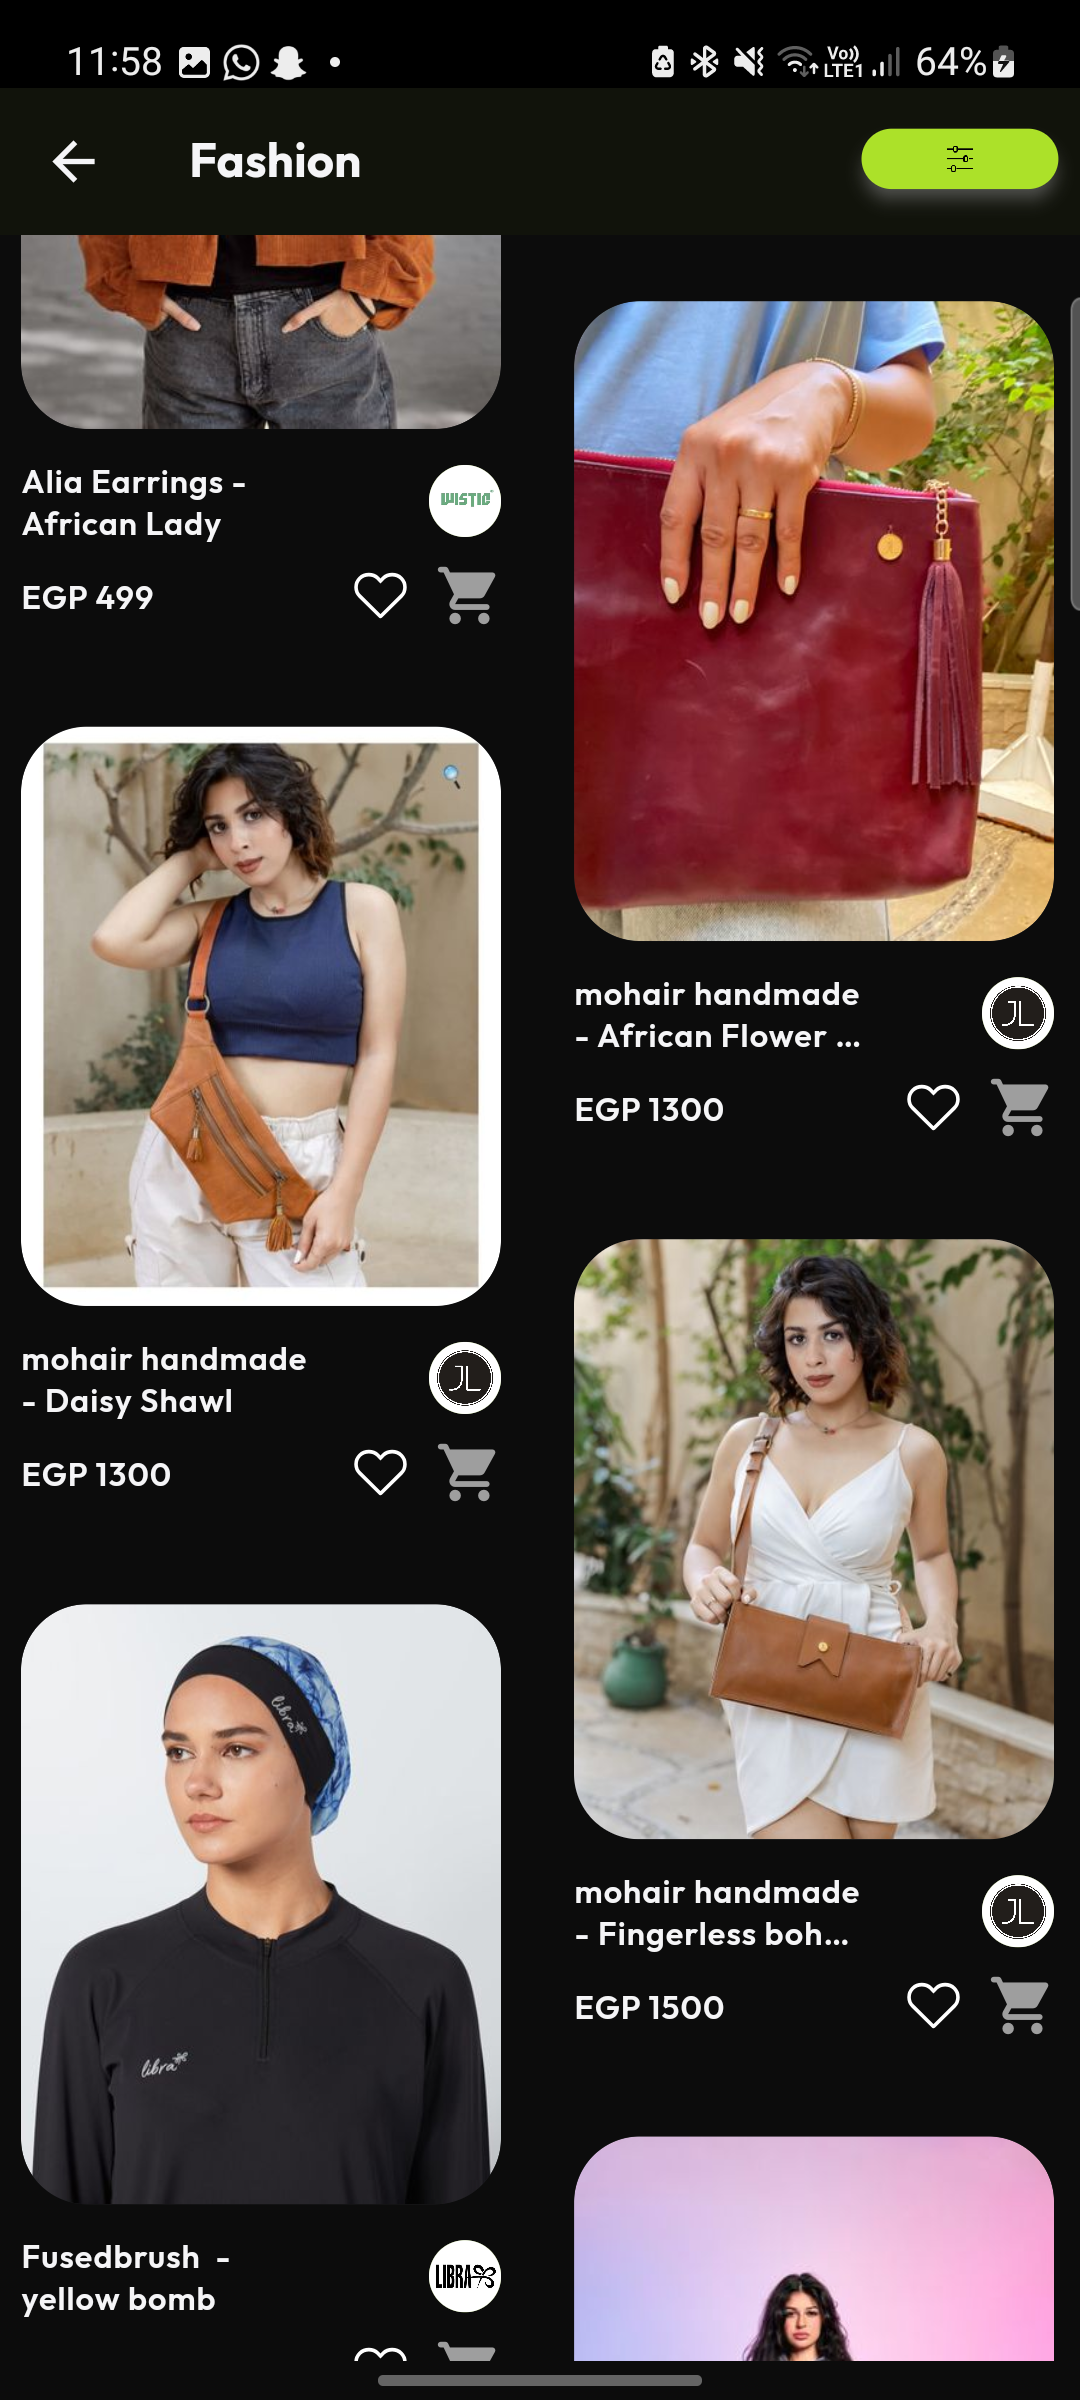 11:58
Vo))
LTE1
64%
Fashion
Alia Earrings -
African Lady
WISTIC
EGP 499
mohair handmade
- African Flower ...
JL
EGP 1300
mohair handmade
- Daisy Shawl
JL
EGP 1300
libra
libra
mohair handmade
- Fingerless boh...
JL
EGP 1500
Fusedbrush -
yellow bomb
LIBRA